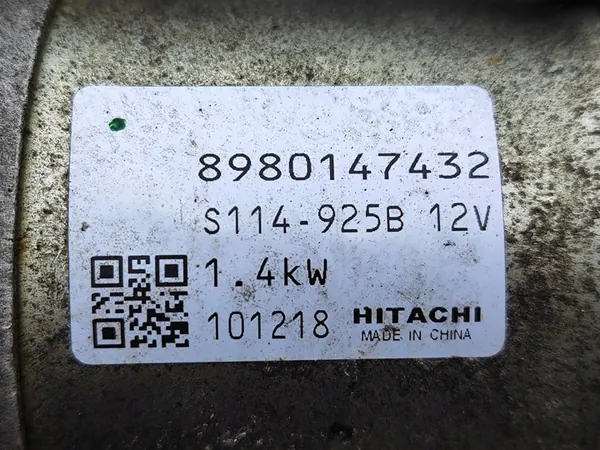 8980147432
S114-925B 12V
1.4kW
101218 HITACHI
MADE IN CHINA